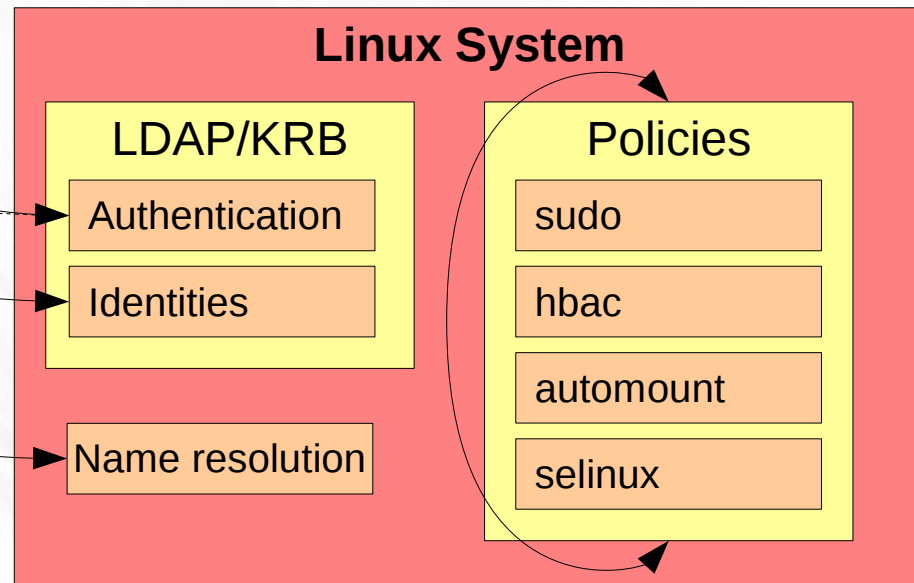 Linux System
LDAP/KRB
Authentication
Identities
Name resolution
Policies
sudo
hbac
automount
selinux